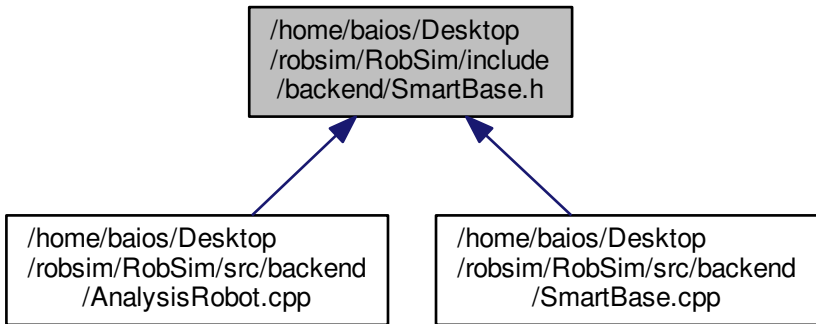 /home/baios/Desktop
/robsim/RobSim/include
/backend/SmartBase.h
/home/baios/Desktop
/robsim/RobSim/src/backend
/AnalysisRobot.cpp
/home/baios/Desktop
/robsim/RobSim/src/backend
/SmartBase.cpp